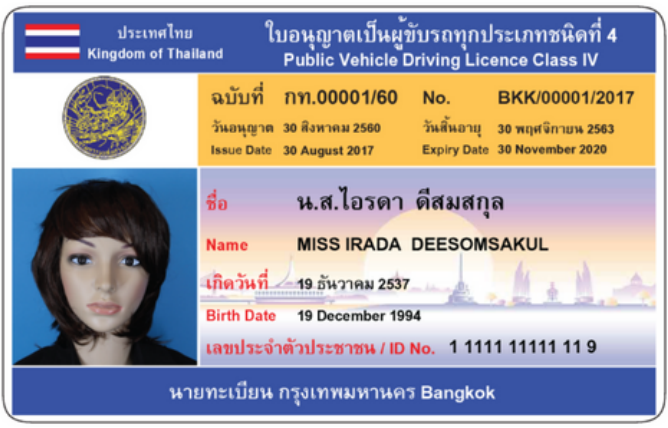 ประเทศไทย
Kingdom of Thailand
ใบอนุญาตเป็นผู้ขับรถทุกประเภทชนิดที่ 4
Public Vehicle Driving Licence Class IV
ฉบับที่ กท.00001/60 No. BKK/00001/2017
วันอนุญาต 30 สิงหาคม 2560 วันสิ้นอายุ 30 พฤศจิกายน 2563
Issue Date 30 August 2017 Expiry Date 30 November 2020
ชื่อ น.ส.ไอรดา ดีสมสกุล
Name MISS IRADA DEESOMSAKUL
เกิดวันที่ 19 ธันวาคม 2537
Birth Date 19 December 1994
เลขประจำตัวประชาชน / ID No. 1 1111 11111 11 9
นายทะเบียน กรุงเทพมหานคร Bangkok